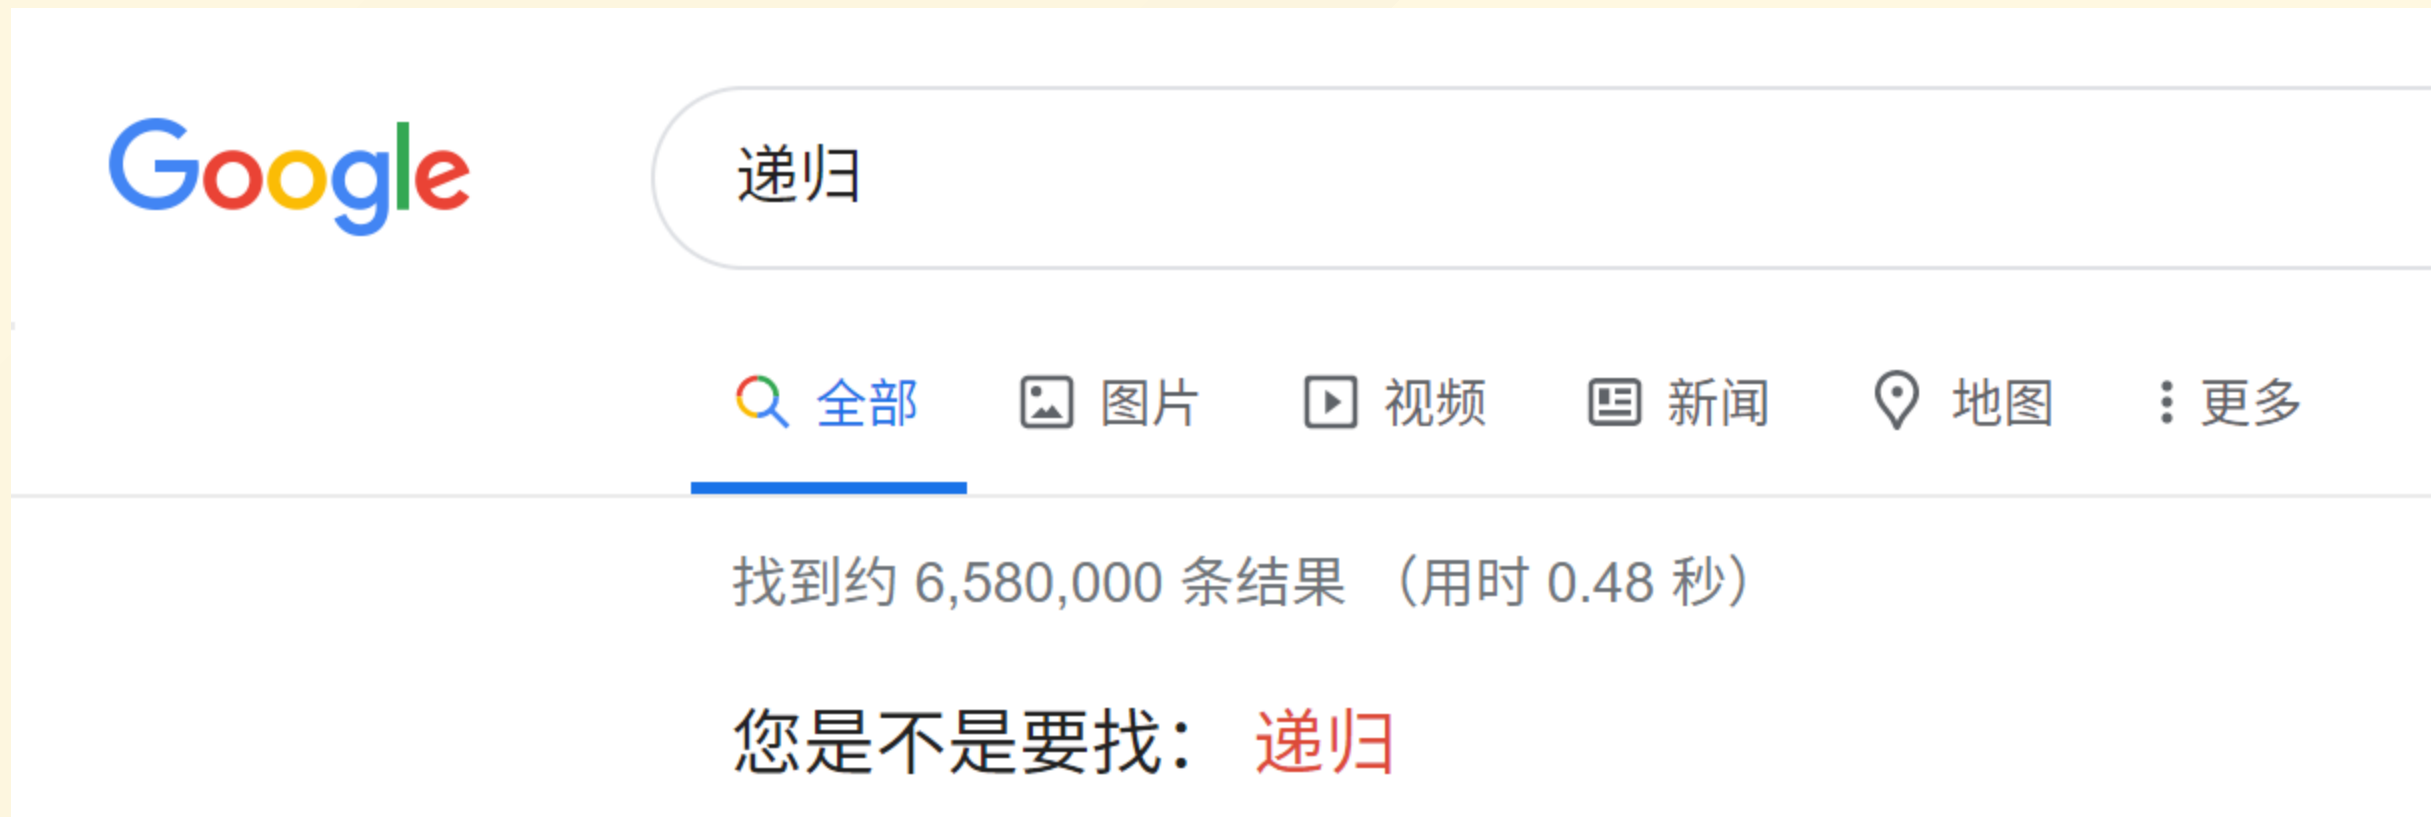 Google
递归
全部 图片 视频 新闻 地图 更多
找到约 6,580,000 条结果 （用时 0.48 秒）
您是不是要找： 递归